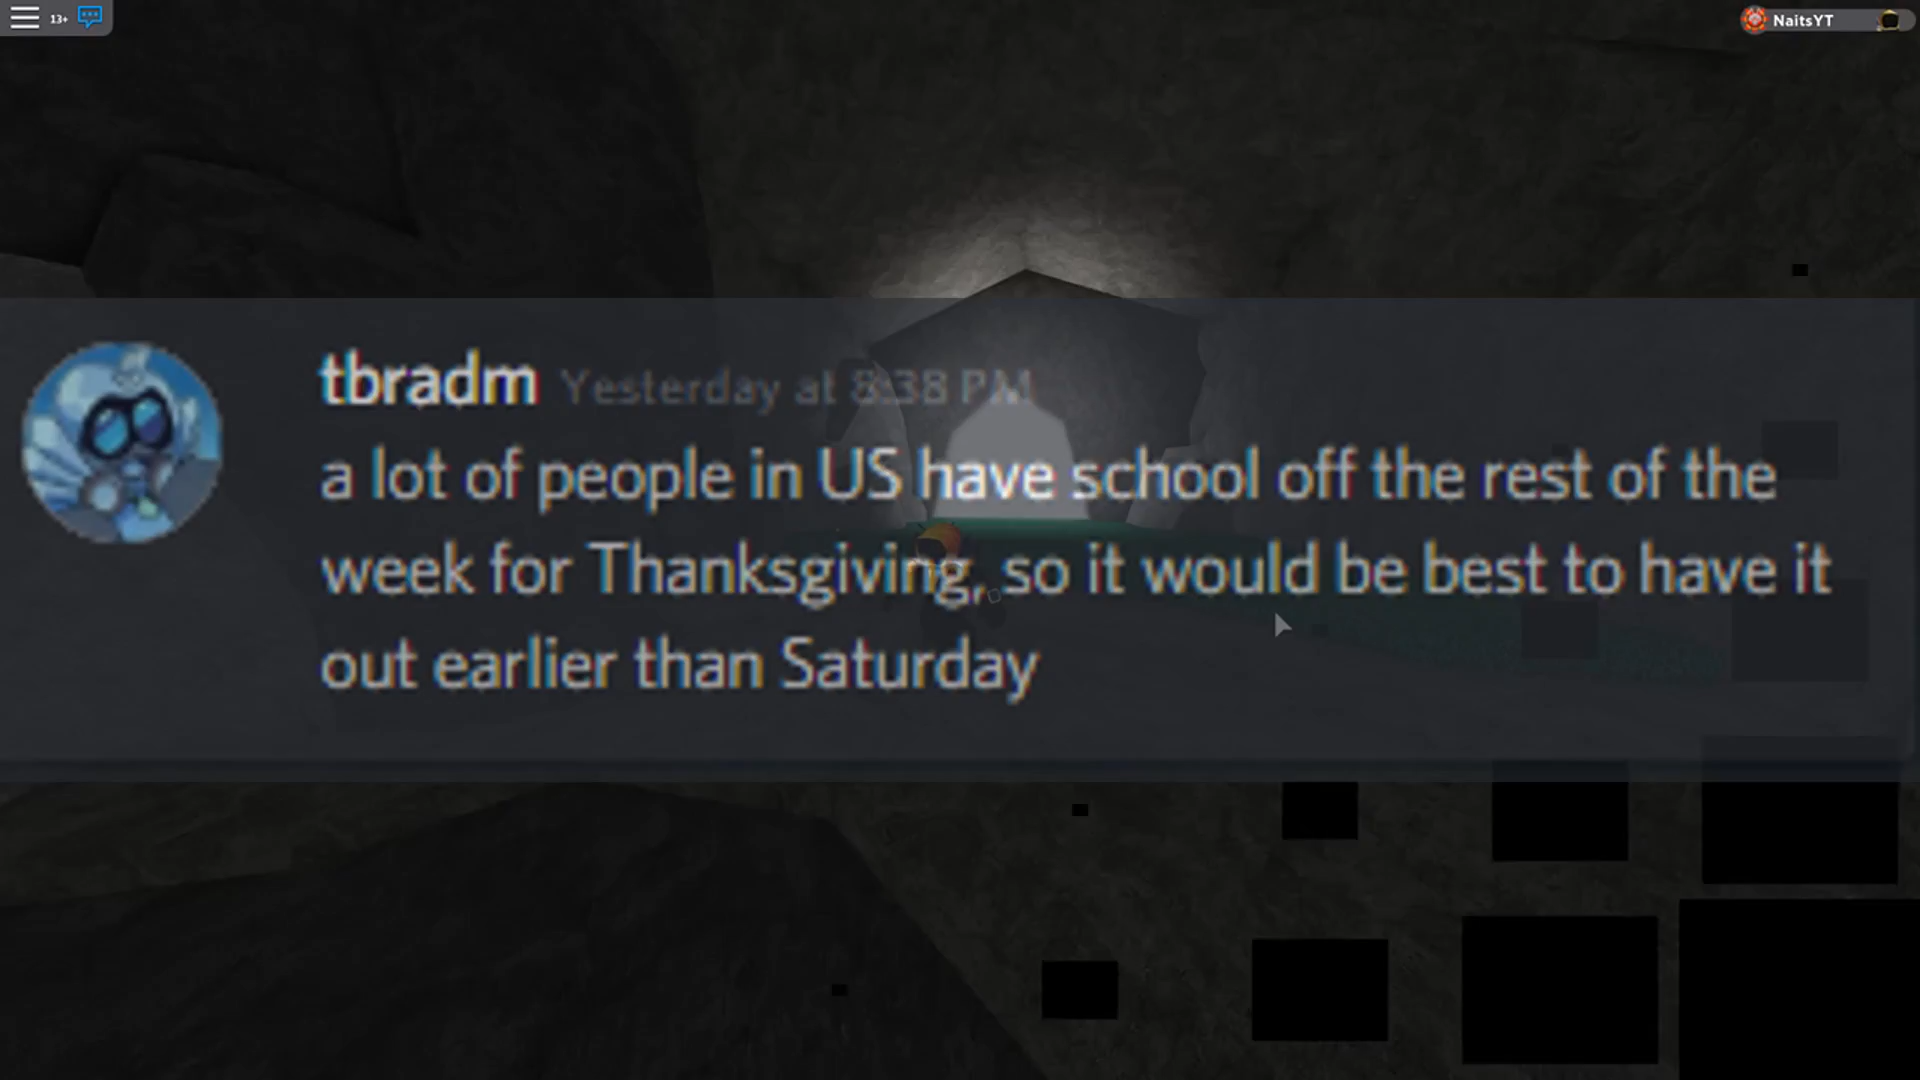 13+
NaitsYT
tbradm Yesterday at 8:38 PM
a lot of people in US have school off the rest of the
week for Thanksgiving, so it would be best to have it
out earlier than Saturday